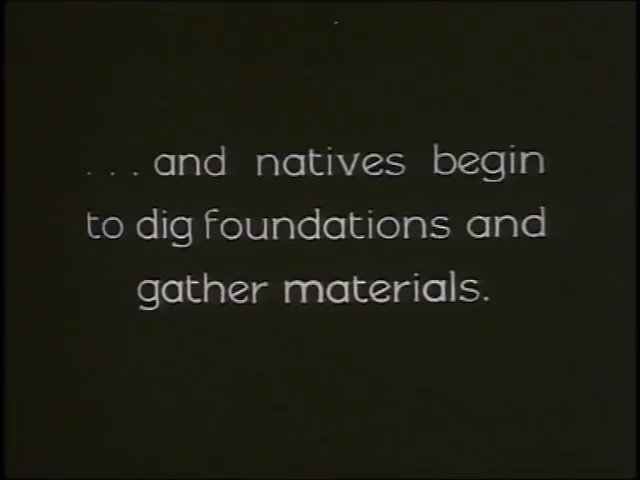 . . . and natives begin
to dig foundations and
gather materials.